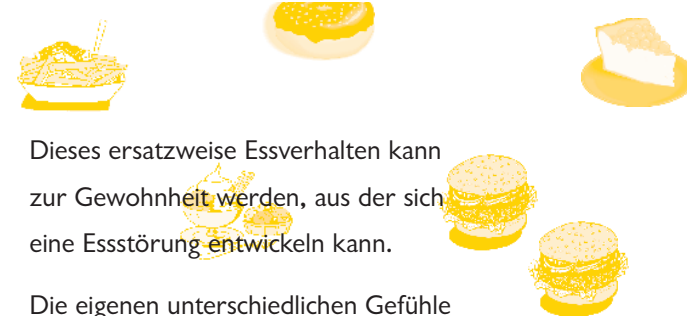 Dieses ersatzweise Essverhalten kann
zur Gewohnheit werden, aus der sich
eine Essstörung entwickeln kann.
Die eigenen unterschiedlichen Gefühle